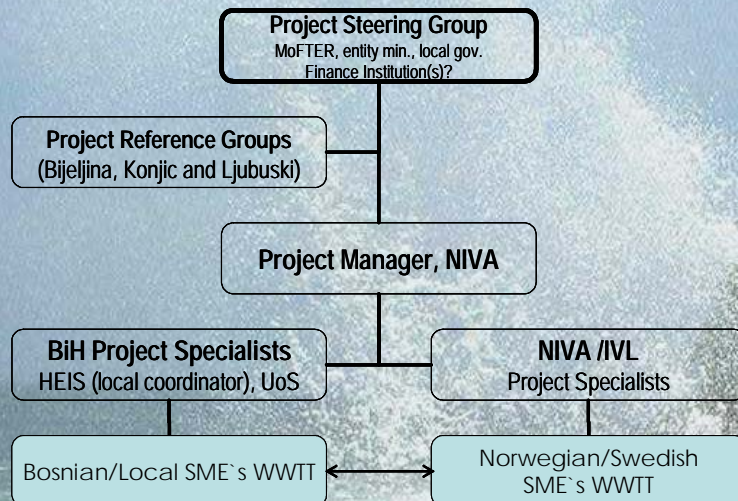 Project Steering Group
MoFTER, entity min., local gov.
Finance Institution(s)?
Project Reference Groups
(Bijeljina, Konjic and Ljubuski)
Project Manager, NIVA
BiH Project Specialists
HEIS (local coordinator), UoS
NIVA /IVL
Project Specialists
Bosnian/Local SME`s WWTT
Norwegian/Swedish
SME`s WWTT